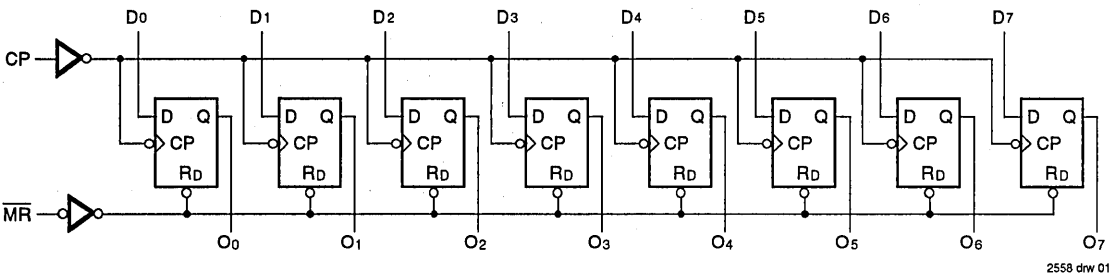 D0 D1 D2 D3 D4 D5 D6 D7
CP
D Q D Q D Q D Q D Q D Q D Q D Q
CP CP CP CP CP CP CP CP
RD RD RD RD RD RD RD RD
M̅R̅
O0 O1 O2 O3 O4 O5 O6 O7
2558 drw 01